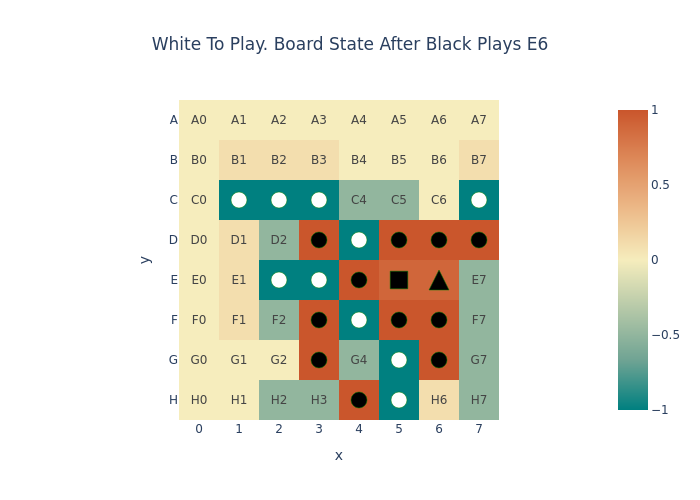 White To Play. Board State After Black Plays E6
A A0 A1 A2 A3 A4 A5 A6 A7
B B0 B1 B2 B3 B4 B5 B6 B7
C C0 C4 C5 C6
D D0 D1 D2
E E0 E1 E7
F F0 F1 F2 F7
G G0 G1 G2 G4 G7
H H0 H1 H2 H3 H6 H7
0 1 2 3 4 5 6 7
x
y
1
0.5
0
−0.5
−1